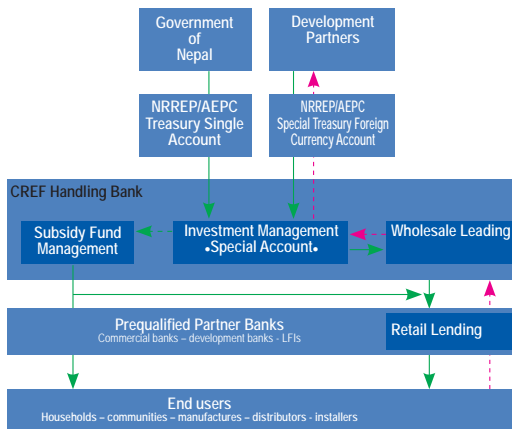 Government
of
Nepal
Development
Partners
NRREP/AEPC
Treasury Single
Account
NRREP/AEPC
Special Treasury Foreign
Currency Account
CREF Handling Bank
Subsidy Fund
Management
Investment Management
•Special Account•
Wholesale Leading
Prequalified Partner Banks
Commercial banks – development banks - LFIs
Retail Lending
End users
Households – communities – manufactures – distributors - installers